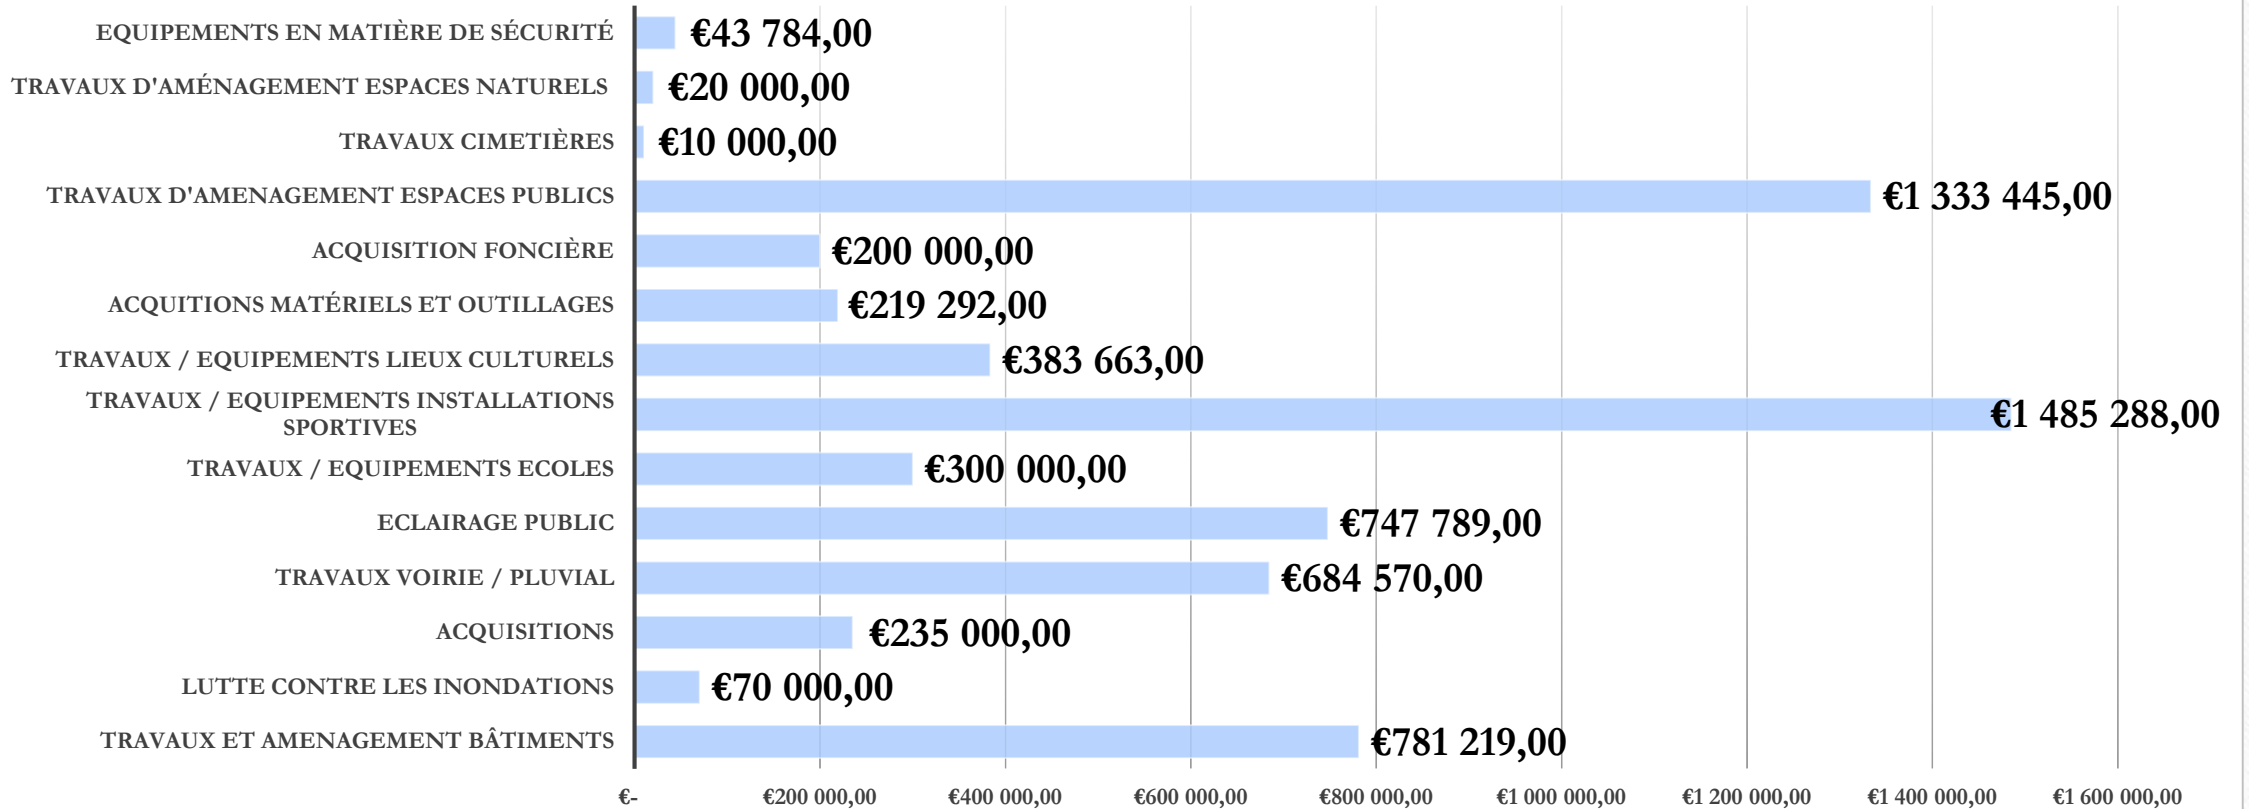 EQUIPEMENTS EN MATIÈRE DE SÉCURITÉ €43 784,00
TRAVAUX D'AMÉNAGEMENT ESPACES NATURELS €20 000,00
TRAVAUX CIMETIÈRES €10 000,00
TRAVAUX D'AMENAGEMENT ESPACES PUBLICS €1 333 445,00
ACQUISITION FONCIÈRE €200 000,00
ACQUITIONS MATÉRIELS ET OUTILLAGES €219 292,00
TRAVAUX / EQUIPEMENTS LIEUX CULTURELS €383 663,00
TRAVAUX / EQUIPEMENTS INSTALLATIONS
SPORTIVES €1 485 288,00
TRAVAUX / EQUIPEMENTS ECOLES €300 000,00
ECLAIRAGE PUBLIC €747 789,00
TRAVAUX VOIRIE / PLUVIAL €684 570,00
ACQUISITIONS €235 000,00
LUTTE CONTRE LES INONDATIONS €70 000,00
TRAVAUX ET AMENAGEMENT BÂTIMENTS €781 219,00
€- €200 000,00 €400 000,00 €600 000,00 €800 000,00 €1 000 000,00 €1 200 000,00 €1 400 000,00 €1 600 000,00